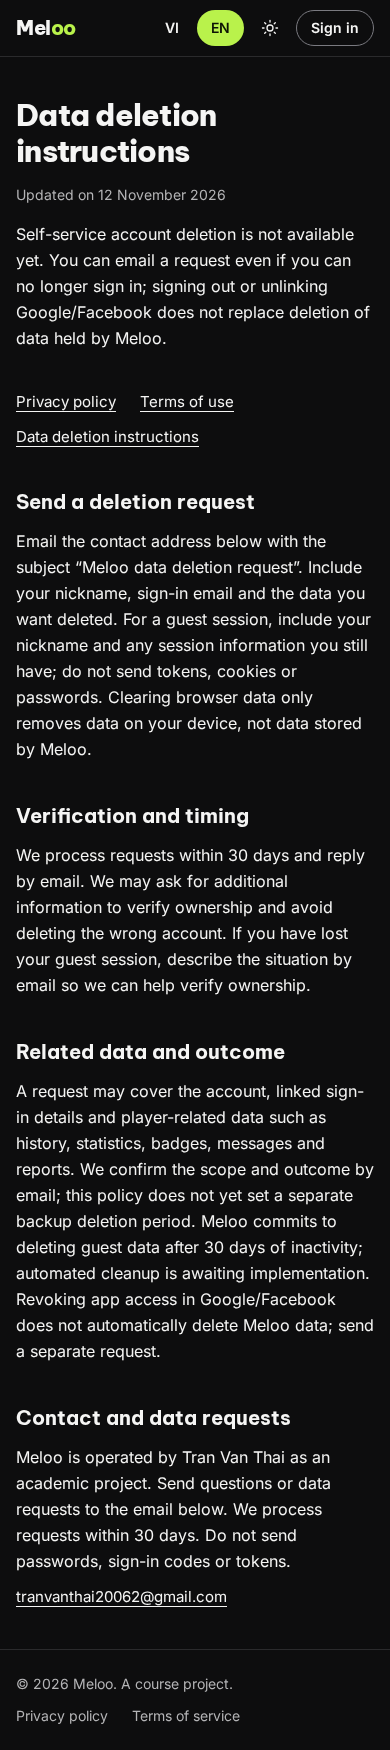 Meloo VI EN Sign in
Data deletion
instructions
Updated on 12 November 2026
Self-service account deletion is not available
yet. You can email a request even if you can
no longer sign in; signing out or unlinking
Google/Facebook does not replace deletion of
data held by Meloo.
Privacy policy Terms of use
Data deletion instructions
Send a deletion request
Email the contact address below with the
subject “Meloo data deletion request”. Include
your nickname, sign-in email and the data you
want deleted. For a guest session, include your
nickname and any session information you still
have; do not send tokens, cookies or
passwords. Clearing browser data only
removes data on your device, not data stored
by Meloo.
Verification and timing
We process requests within 30 days and reply
by email. We may ask for additional
information to verify ownership and avoid
deleting the wrong account. If you have lost
your guest session, describe the situation by
email so we can help verify ownership.
Related data and outcome
A request may cover the account, linked sign-
in details and player-related data such as
history, statistics, badges, messages and
reports. We confirm the scope and outcome by
email; this policy does not yet set a separate
backup deletion period. Meloo commits to
deleting guest data after 30 days of inactivity;
automated cleanup is awaiting implementation.
Revoking app access in Google/Facebook
does not automatically delete Meloo data; send
a separate request.
Contact and data requests
Meloo is operated by Tran Van Thai as an
academic project. Send questions or data
requests to the email below. We process
requests within 30 days. Do not send
passwords, sign-in codes or tokens.
tranvanthai20062@gmail.com
© 2026 Meloo. A course project.
Privacy policy Terms of service